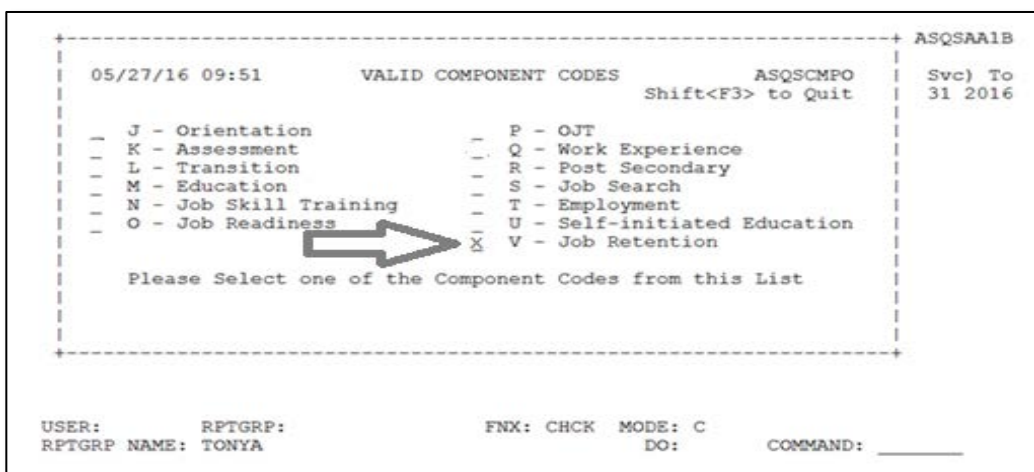 ASQSAA1B
05/27/16 09:51 VALID COMPONENT CODES ASQSCMPO Svc) To
Shift<F3> to Quit 31 2016
_ J - Orientation _ P - OJT
_ K - Assessment _ Q - Work Experience
_ L - Transition _ R - Post Secondary
_ M - Education _ S - Job Search
_ N - Job Skill Training _ T - Employment
_ O - Job Readiness _ U - Self-initiated Education
X V - Job Retention
Please Select one of the Component Codes from this List
USER: RPTGRP: FNX: CHCK MODE: C
RPTGRP NAME: TONYA DO: COMMAND: ________